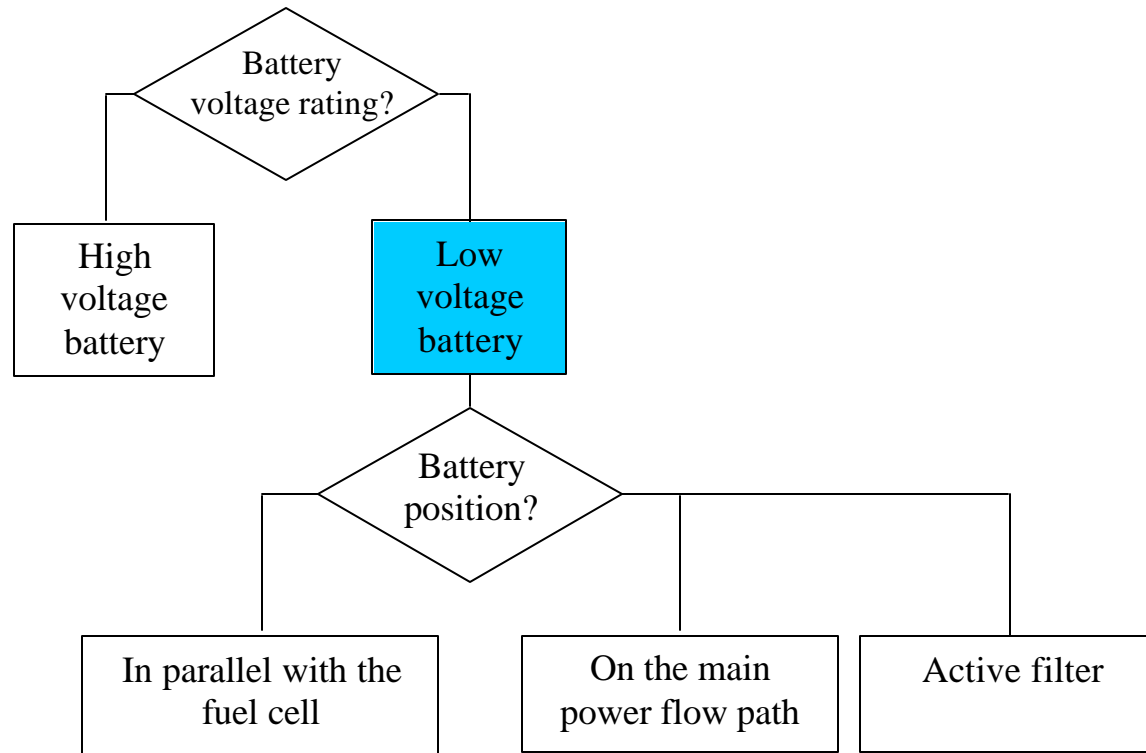 Battery
voltage rating?
High
voltage
battery
Low
voltage
battery
Battery
position?
In parallel with the
fuel cell
On the main
power flow path
Active filter